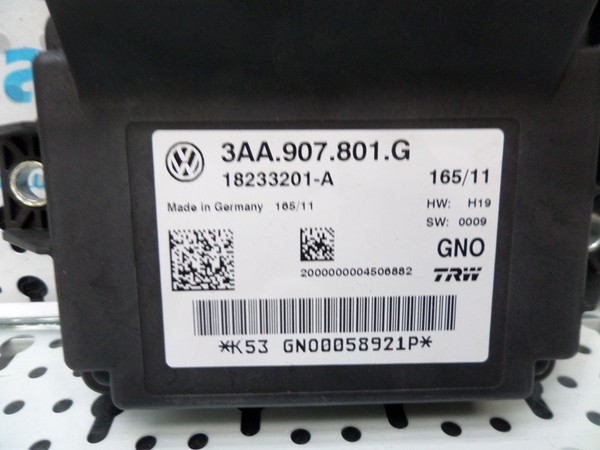 3AA.907.801.G
18233201-A 165/11
Made in Germany 165/11 HW: H19
SW: 0009
GNO
2000000004506882 TRW
*K53 GNO0058921P*